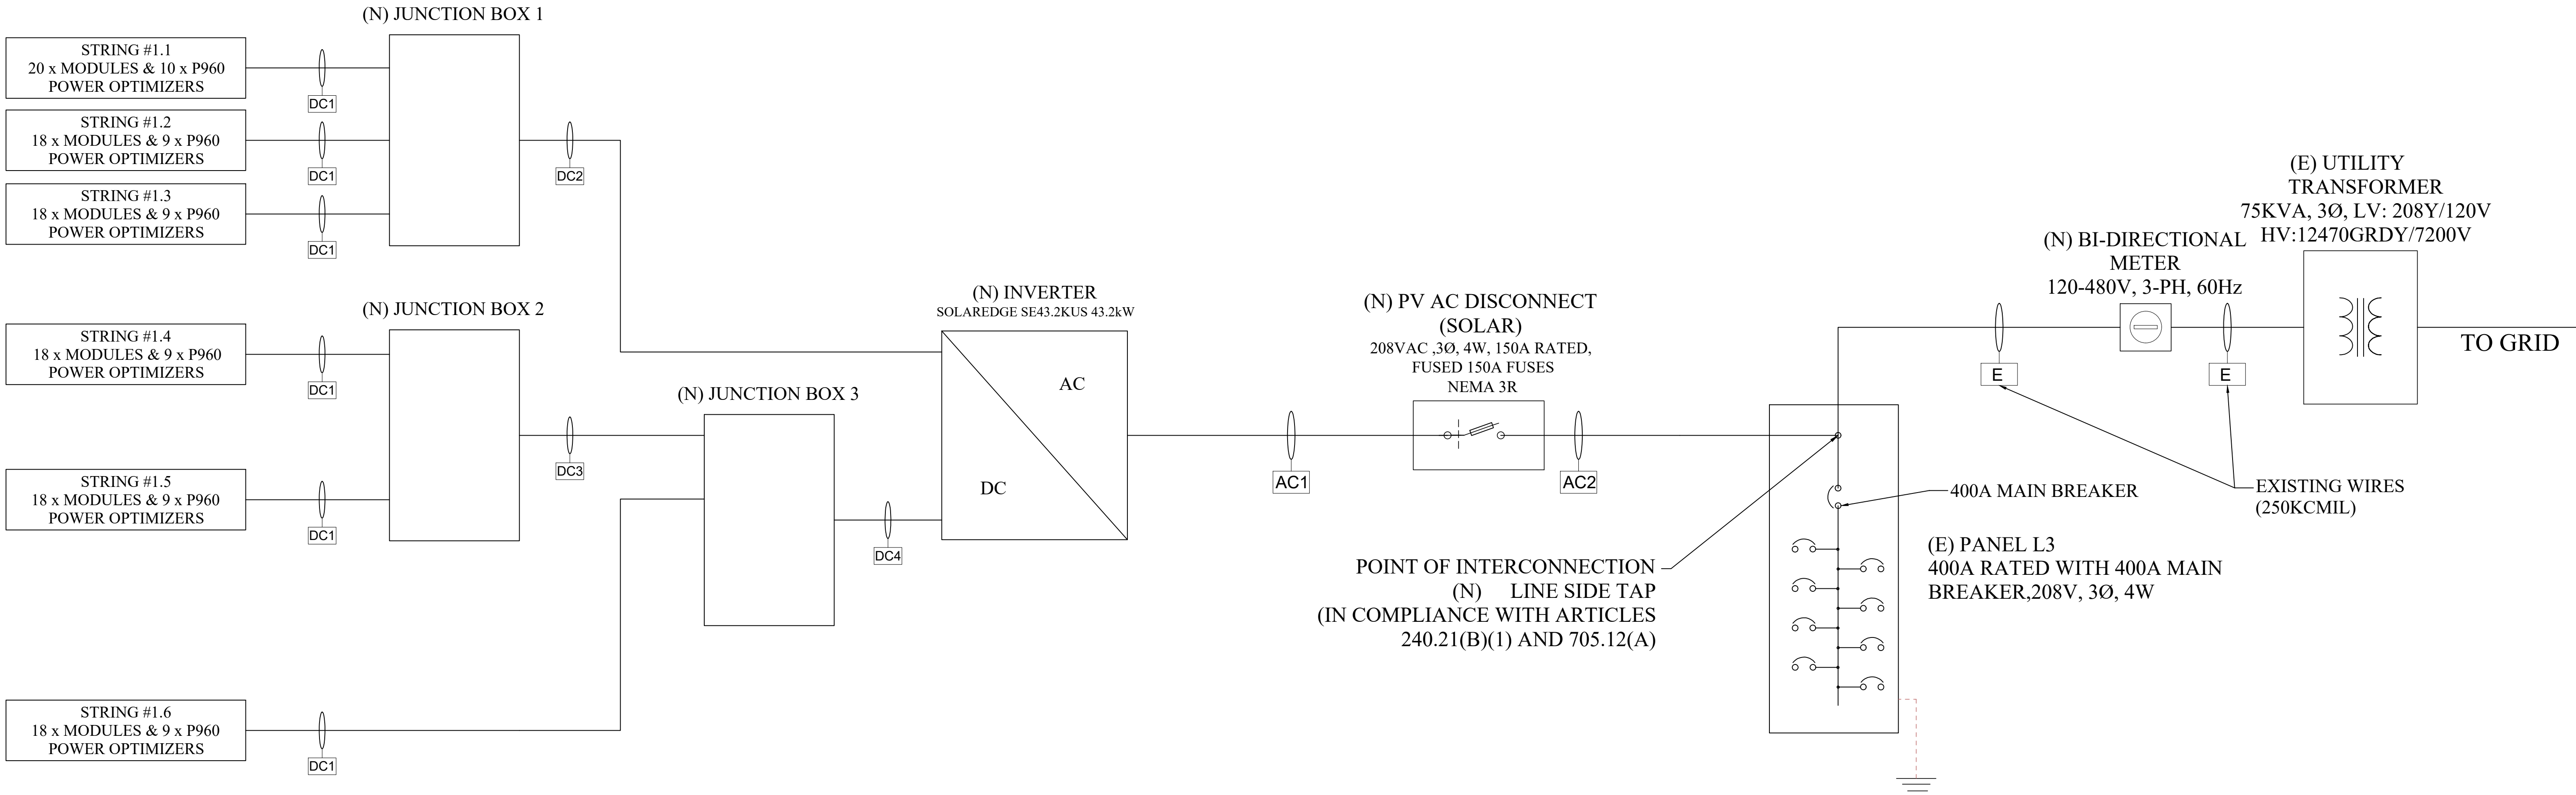 (N) JUNCTION BOX 1
STRING #1.1
20 x MODULES & 10 x P960
POWER OPTIMIZERS
DC1
STRING #1.2
18 x MODULES & 9 x P960
POWER OPTIMIZERS
DC1
DC2
STRING #1.3
18 x MODULES & 9 x P960
POWER OPTIMIZERS
DC1
(N) JUNCTION BOX 2
STRING #1.4
18 x MODULES & 9 x P960
POWER OPTIMIZERS
DC1
STRING #1.5
18 x MODULES & 9 x P960
POWER OPTIMIZERS
DC1
DC3
(N) JUNCTION BOX 3
STRING #1.6
18 x MODULES & 9 x P960
POWER OPTIMIZERS
DC1
DC4
(N) INVERTER
SOLAREDGE SE43.2KUS 43.2kW
AC
DC
AC1
(N) PV AC DISCONNECT
(SOLAR)
208VAC ,3Ø, 4W, 150A RATED,
FUSED 150A FUSES
NEMA 3R
AC2
POINT OF INTERCONNECTION
(N) LINE SIDE TAP
(IN COMPLIANCE WITH ARTICLES
240.21(B)(1) AND 705.12(A)
400A MAIN BREAKER
(E) PANEL L3
400A RATED WITH 400A MAIN
BREAKER,208V, 3Ø, 4W
E
(N) BI-DIRECTIONAL
METER
120-480V, 3-PH, 60Hz
E
EXISTING WIRES
(250KCMIL)
(E) UTILITY
TRANSFORMER
75KVA, 3Ø, LV: 208Y/120V
HV:12470GRDY/7200V
TO GRID